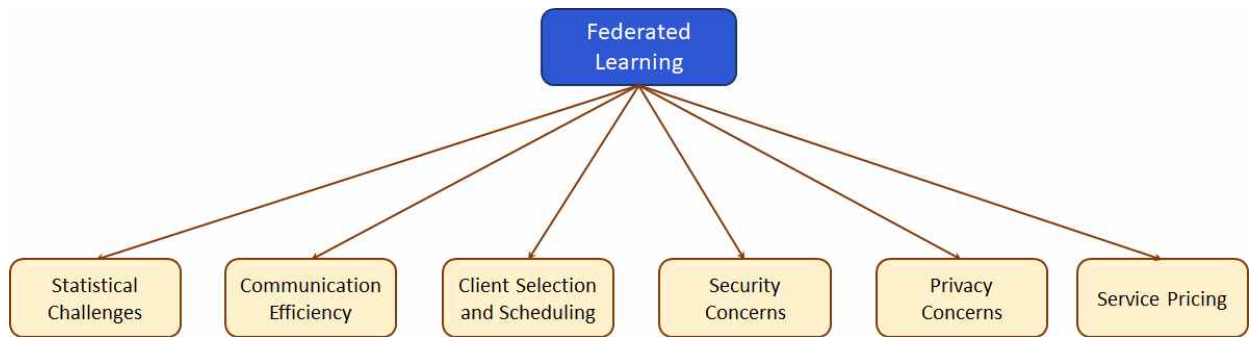 Federated
Learning
Statistical
Challenges
Communication
Efficiency
Client Selection
and Scheduling
Security
Concerns
Privacy
Concerns
Service Pricing